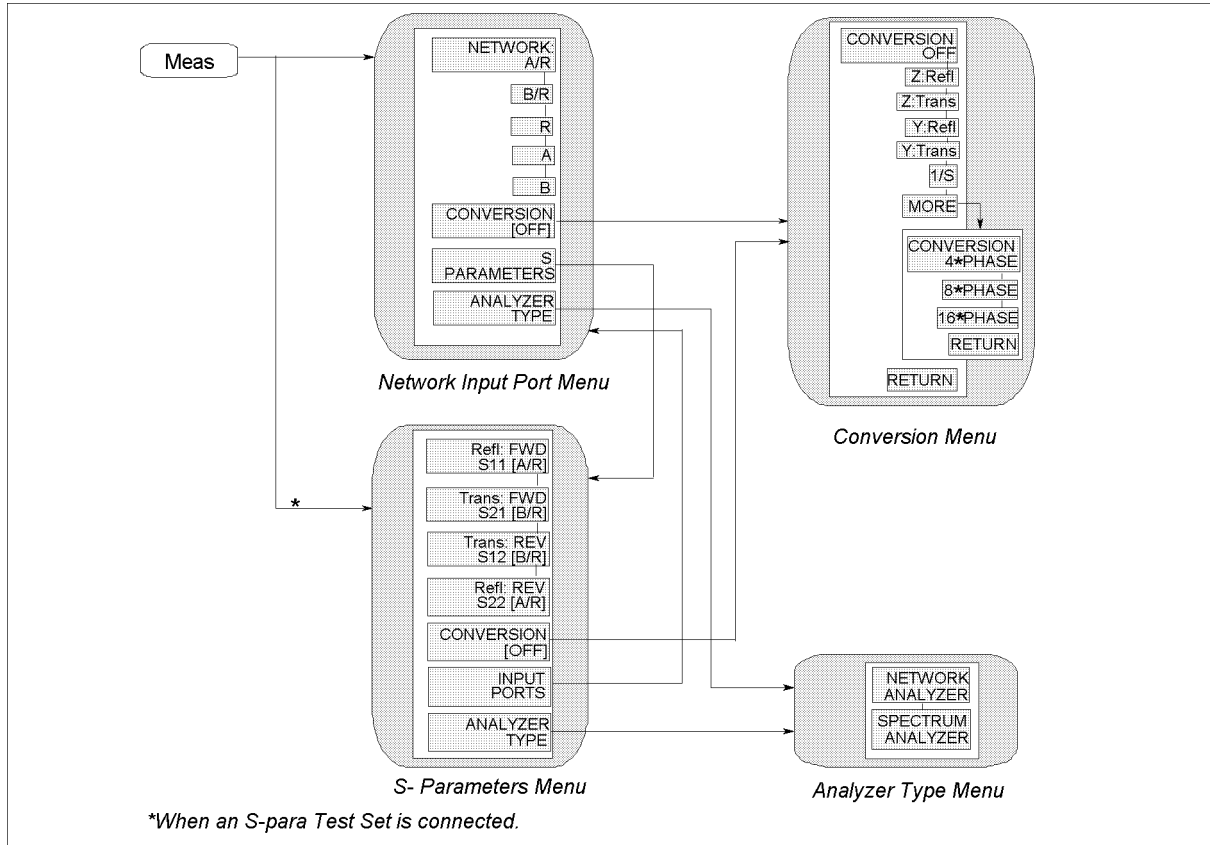 Meas
NETWORK:
A/R
B/R
R
A
B
CONVERSION
[OFF]
S
PARAMETERS
ANALYZER
TYPE
Network Input Port Menu
CONVERSION
OFF
Z:Refl
Z:Trans
Y:Refl
Y:Trans
1/S
MORE
CONVERSION
4*PHASE
8*PHASE
16*PHASE
RETURN
RETURN
Conversion Menu
*
Refl: FWD
S11 [A/R]
Trans: FWD
S21 [B/R]
Trans: REV
S12 [B/R]
Refl: REV
S22 [A/R]
CONVERSION
[OFF]
INPUT
PORTS
ANALYZER
TYPE
S- Parameters Menu
NETWORK
ANALYZER
SPECTRUM
ANALYZER
Analyzer Type Menu
*When an S-para Test Set is connected.